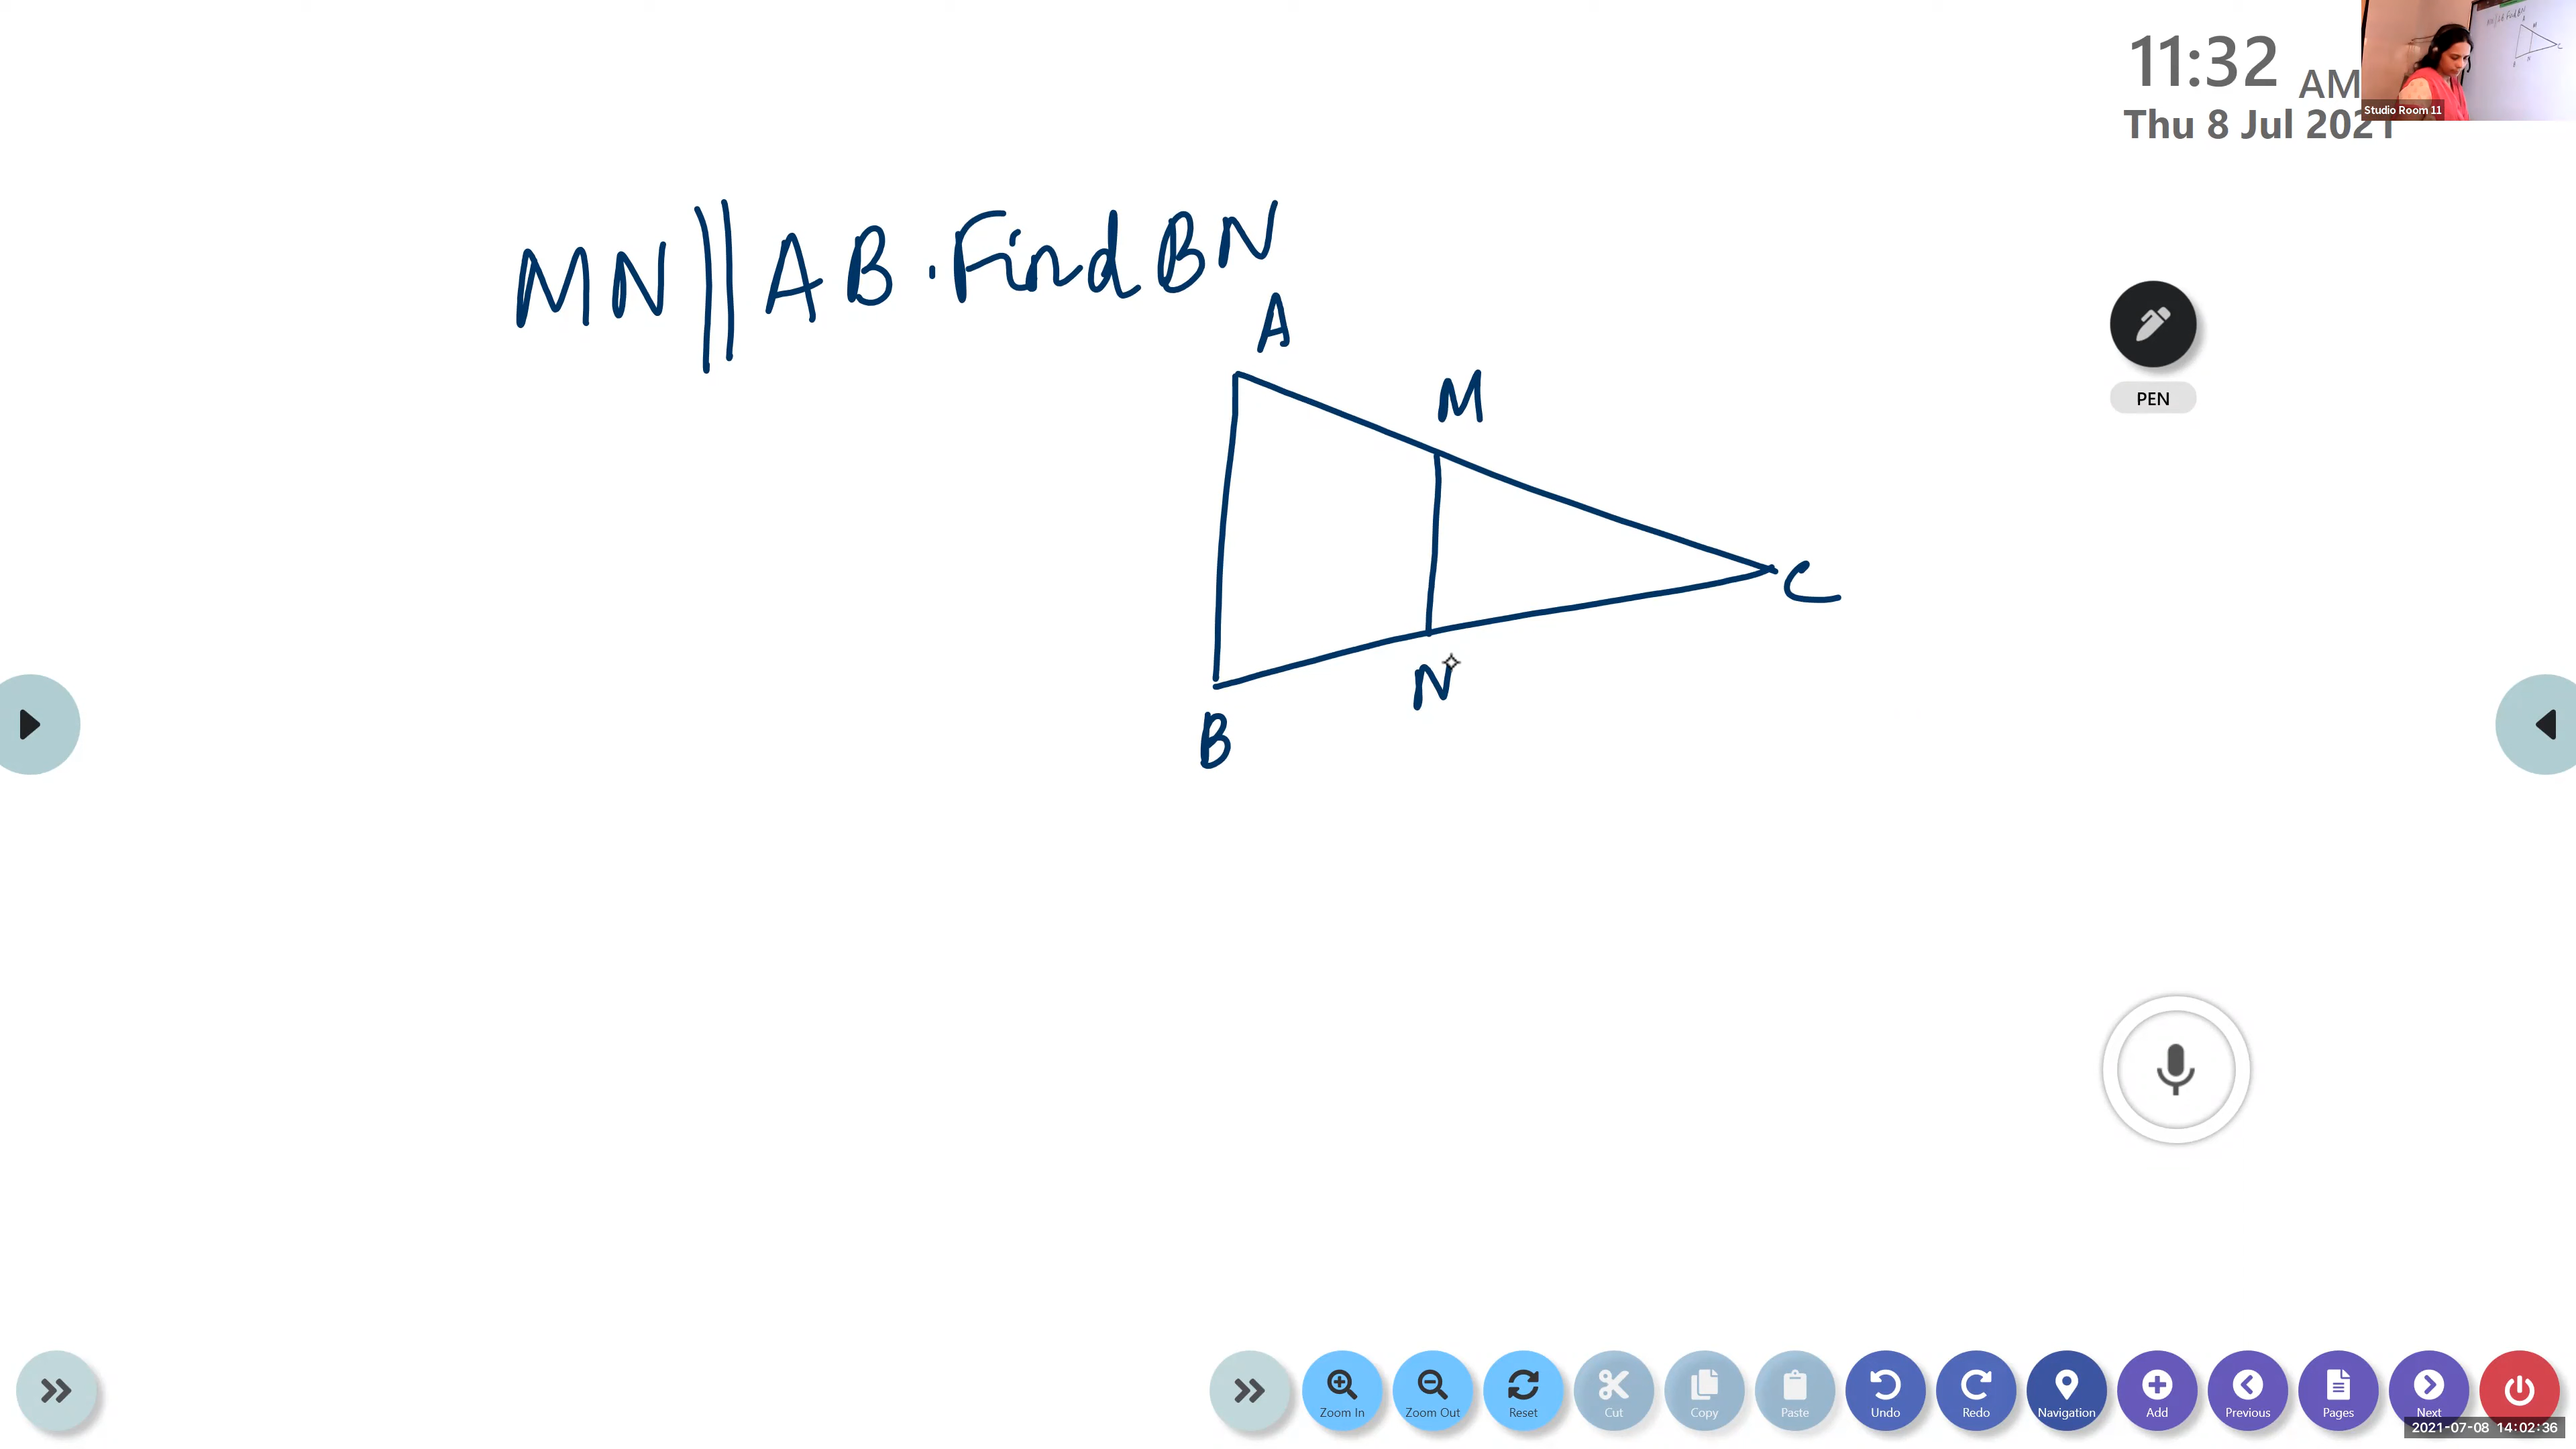 11:32 AM
Thu 8 Jul 2021
Studio Room 11
MN || AB . Find BN
A
M
C
N
B
PEN
Zoom In
Zoom Out
Reset
Cut
Copy
Paste
Undo
Redo
Navigation
Add
Previous
Pages
Next
2021-07-08 14:02:36